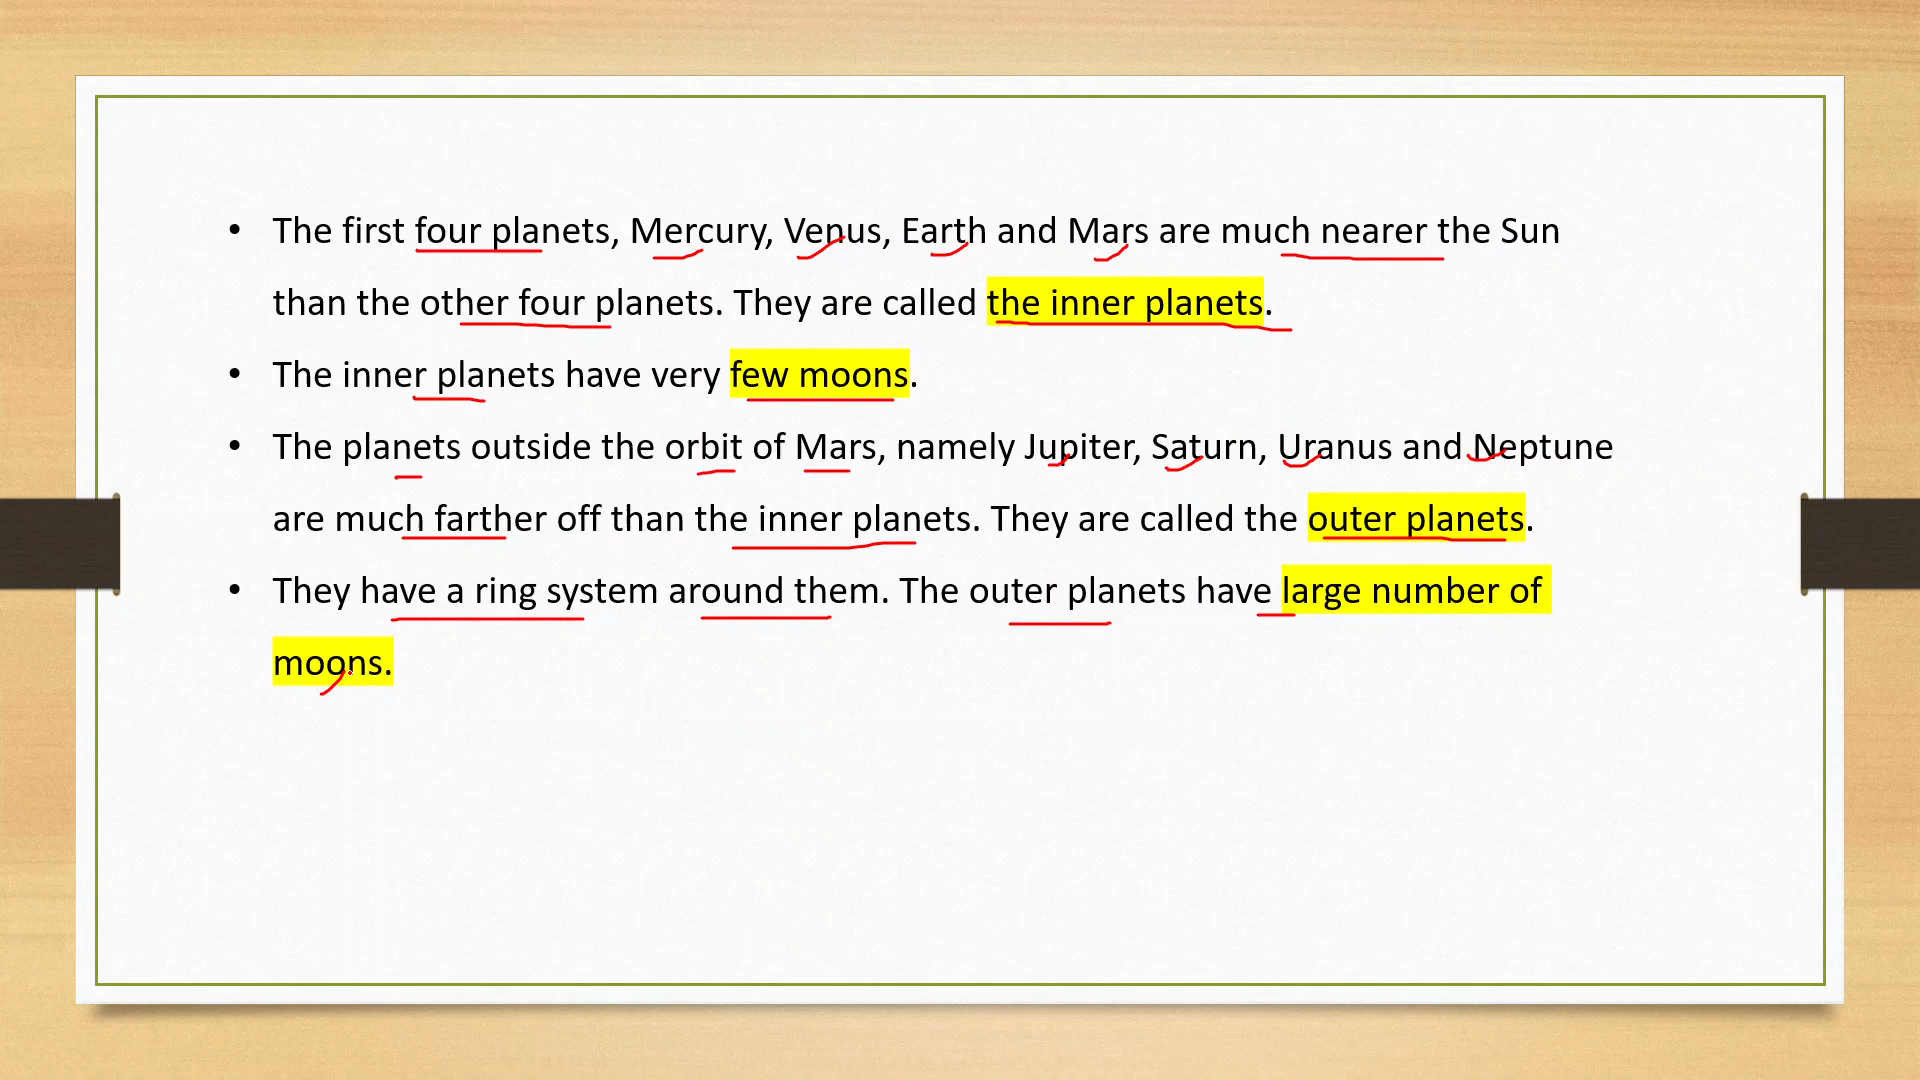 • The first four planets, Mercury, Venus, Earth and Mars are much nearer the Sun
than the other four planets. They are called the inner planets.
• The inner planets have very few moons.
• The planets outside the orbit of Mars, namely Jupiter, Saturn, Uranus and Neptune
are much farther off than the inner planets. They are called the outer planets.
• They have a ring system around them. The outer planets have large number of
moons.